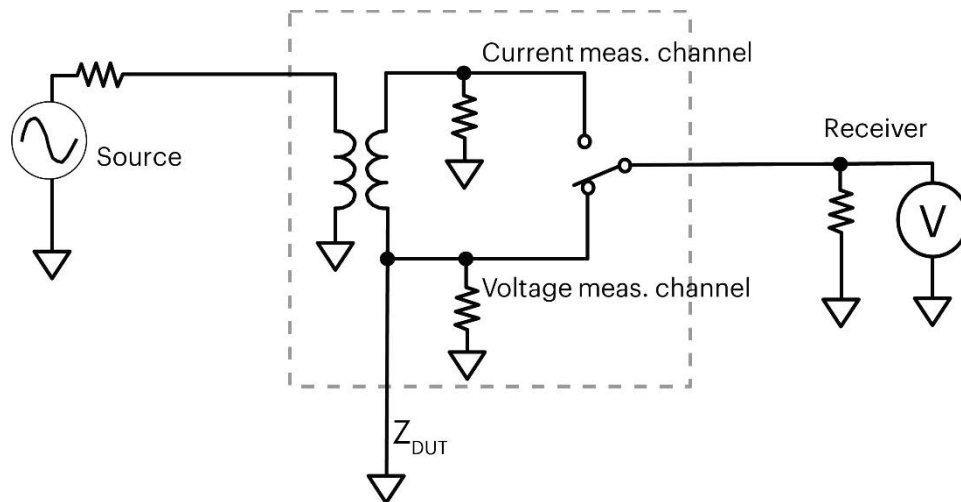 Current meas. channel
Source
Receiver
V
Voltage meas. channel
Z_DUT